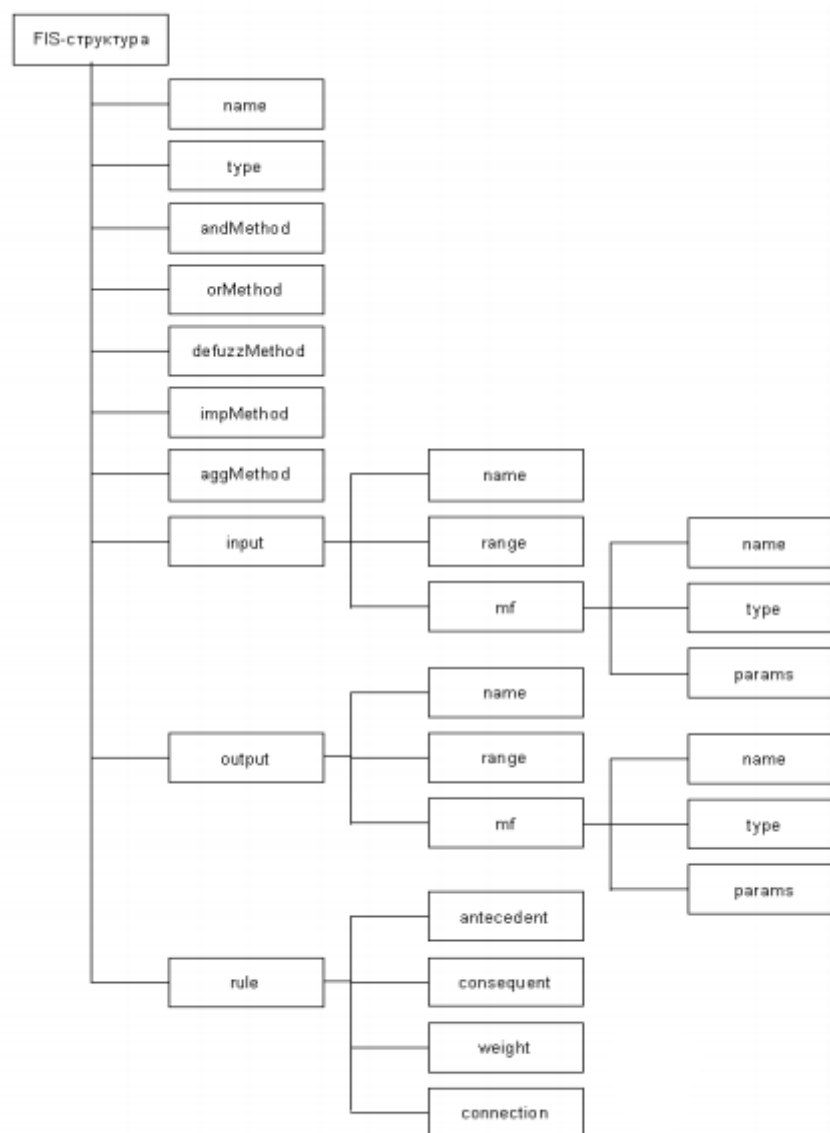 FIS-структура
name
type
andMethod
orMethod
defuzzMethod
impMethod
aggMethod
name
input
range
name
mf
type
params
name
output
range
name
mf
type
params
antecedent
rule
consequent
weight
connection